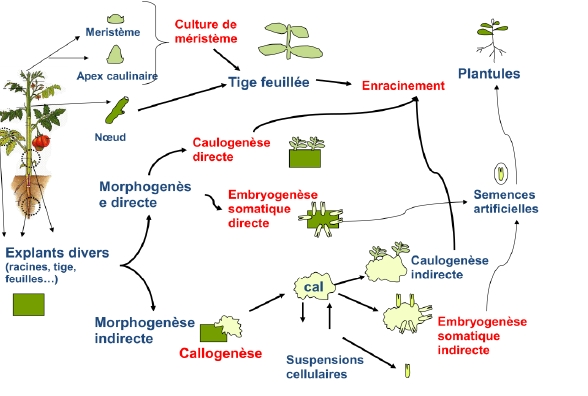 Méristème
Culture de
méristème
Apex caulinaire
Tige feuillée
Enracinement
Plantules
Nœud
Caulogenèse
directe
Morphogenès
e directe
Embryogenèse
somatique
directe
Semences
artificielles
Explants divers
(racines, tige,
feuilles…)
Caulogenèse
indirecte
cal
Morphogenèse
indirecte
Callogenèse
Embryogenèse
somatique
indirecte
Suspensions
cellulaires